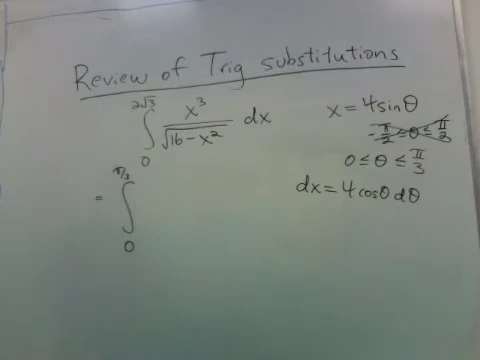 Review of Trig substitutions
∫₀^{2√3} x³/√(16-x²) dx   x = 4sinθ
-π/2 ≤ θ ≤ π/2
0 ≤ θ ≤ π/3
= ∫₀^{π/3}   dx = 4cosθ dθ